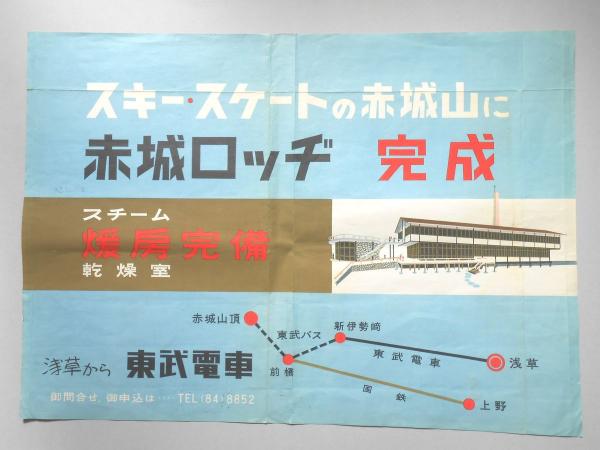 スキー・スケートの赤城山に
赤城ロッヂ 完成
スチーム
煖房完備
乾燥室
赤城山頂
東武バス
新伊勢崎
東武電車
浅草
前橋
国鉄
上野
浅草から 東武電車
御問合せ、御申込は‥‥TEL(84)8852